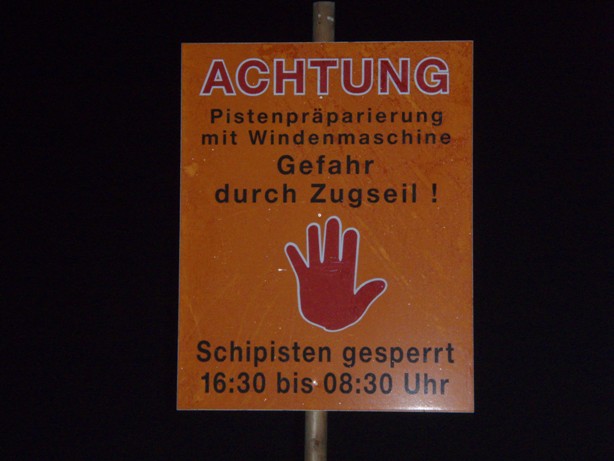 ACHTUNG
Pistenpräparierung
mit Windenmaschine
Gefahr
durch Zugseil !
Schipisten gesperrt
16:30 bis 08:30 Uhr